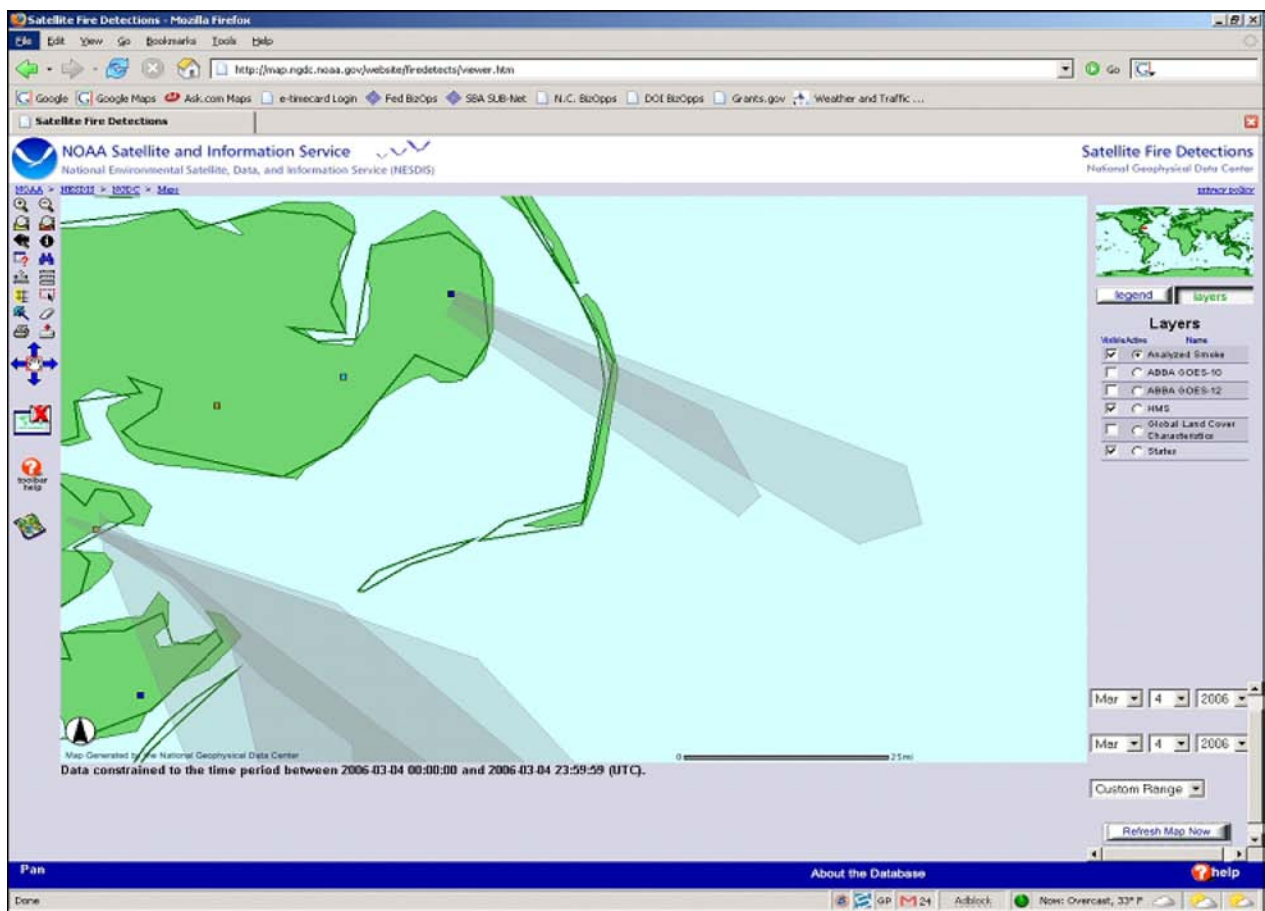 Satellite Fire Detections - Mozilla Firefox
File Edit View Go Bookmarks Tools Help
http://map.ngdc.noaa.gov/website/firedetects/viewer.htm
Go
Google Google Maps Ask.com Maps e-timecard Login Fed BizOps SBA SUB-Net N.C. BizOpps DOI BizOpps Grants.gov Weather and Traffic ...
Satellite Fire Detections
NOAA Satellite and Information Service
National Environmental Satellite, Data, and Information Service (NESDIS)
Satellite Fire Detections
National Geophysical Data Center
NOAA > NESDIS > NGDC > Maps
privacy policy
legend layers
Layers
Visible Active Name
Analyzed Smoke
ABBA GOES-10
ABBA GOES-12
HMS
Global Land Cover
Characteristics
States
toolbar
help
Mar 4 2006
Mar 4 2006
Custom Range
Refresh Map Now
Map Generated by the National Geophysical Data Center
0 25mi
Data constrained to the time period between 2006-03-04 00:00:00 and 2006-03-04 23:59:59 (UTC).
Pan
About the Database
help
Done
GP 24 Adblock Now: Overcast, 33° F